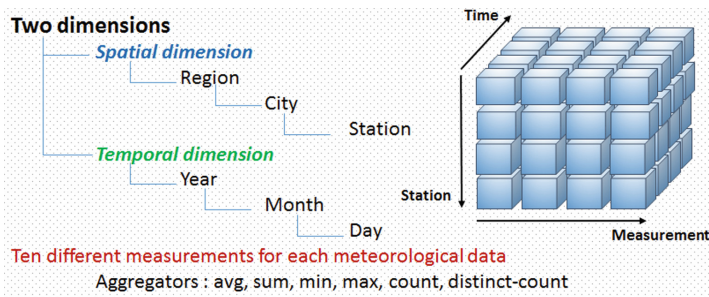 Two dimensions
Spatial dimension
Region
City
Station
Temporal dimension
Year
Month
Day
Ten different measurements for each meteorological data
Aggregators : avg, sum, min, max, count, distinct-count
Time
Station
Measurement